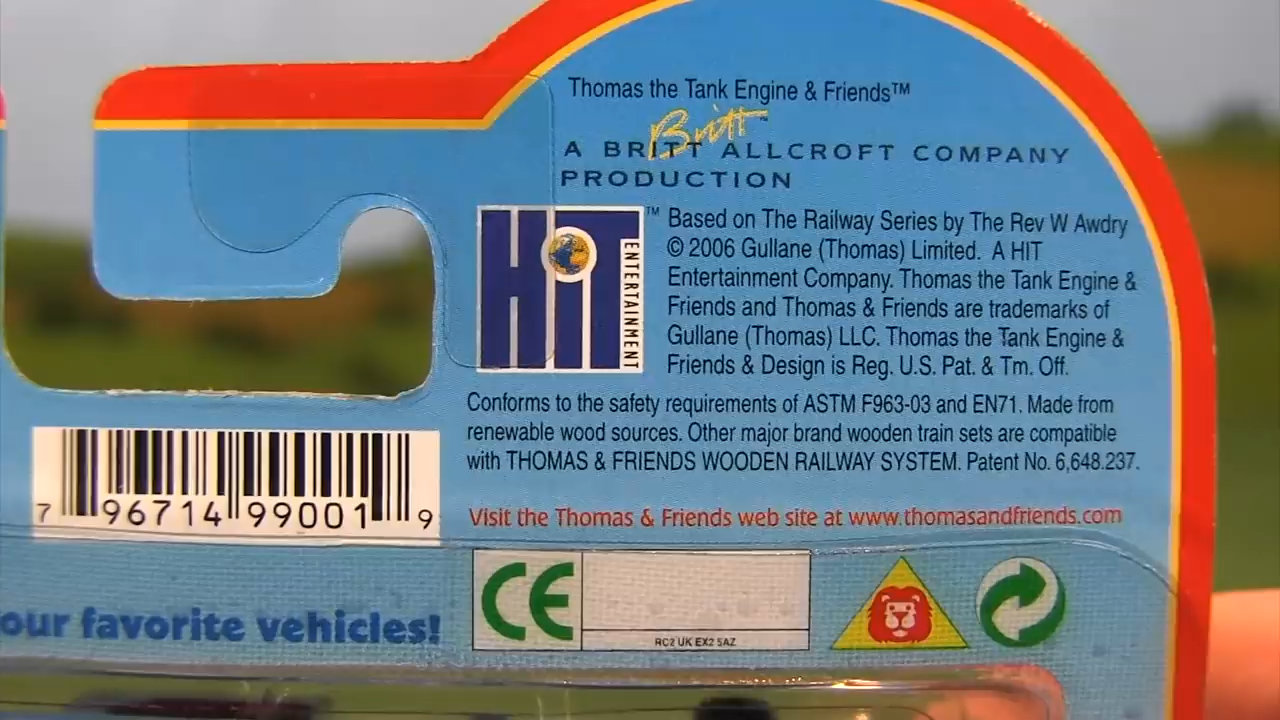 Thomas the Tank Engine & Friends™
Britt™
A BRITT ALLCROFT COMPANY
PRODUCTION
HiT ENTERTAINMENT™
Based on The Railway Series by The Rev W Awdry
© 2006 Gullane (Thomas) Limited. A HIT
Entertainment Company. Thomas the Tank Engine &
Friends and Thomas & Friends are trademarks of
Gullane (Thomas) LLC. Thomas the Tank Engine &
Friends & Design is Reg. U.S. Pat. & Tm. Off.
Conforms to the safety requirements of ASTM F963-03 and EN71. Made from
renewable wood sources. Other major brand wooden train sets are compatible
with THOMAS & FRIENDS WOODEN RAILWAY SYSTEM. Patent No. 6,648.237.
7 96714 99001 9
Visit the Thomas & Friends web site at www.thomasandfriends.com
CE
RC2 UK EX2 5AZ
our favorite vehicles!